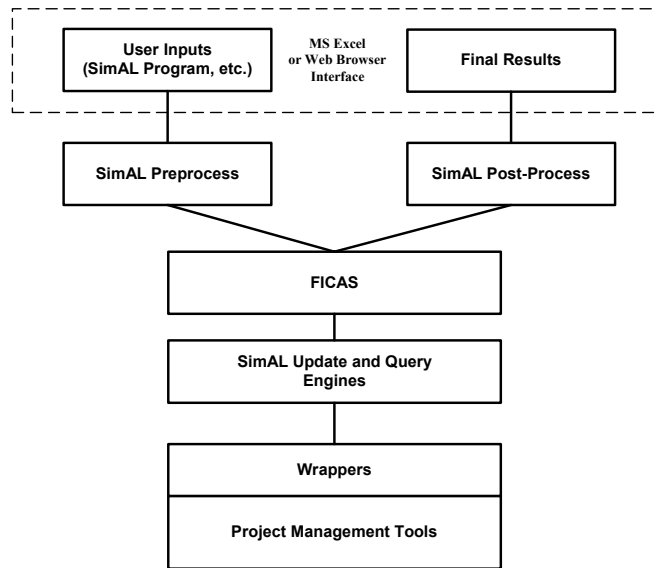 User Inputs
(SimAL Program, etc.)
MS Excel
or Web Browser
Interface
Final Results
SimAL Preprocess
SimAL Post-Process
FICAS
SimAL Update and Query
Engines
Wrappers
Project Management Tools